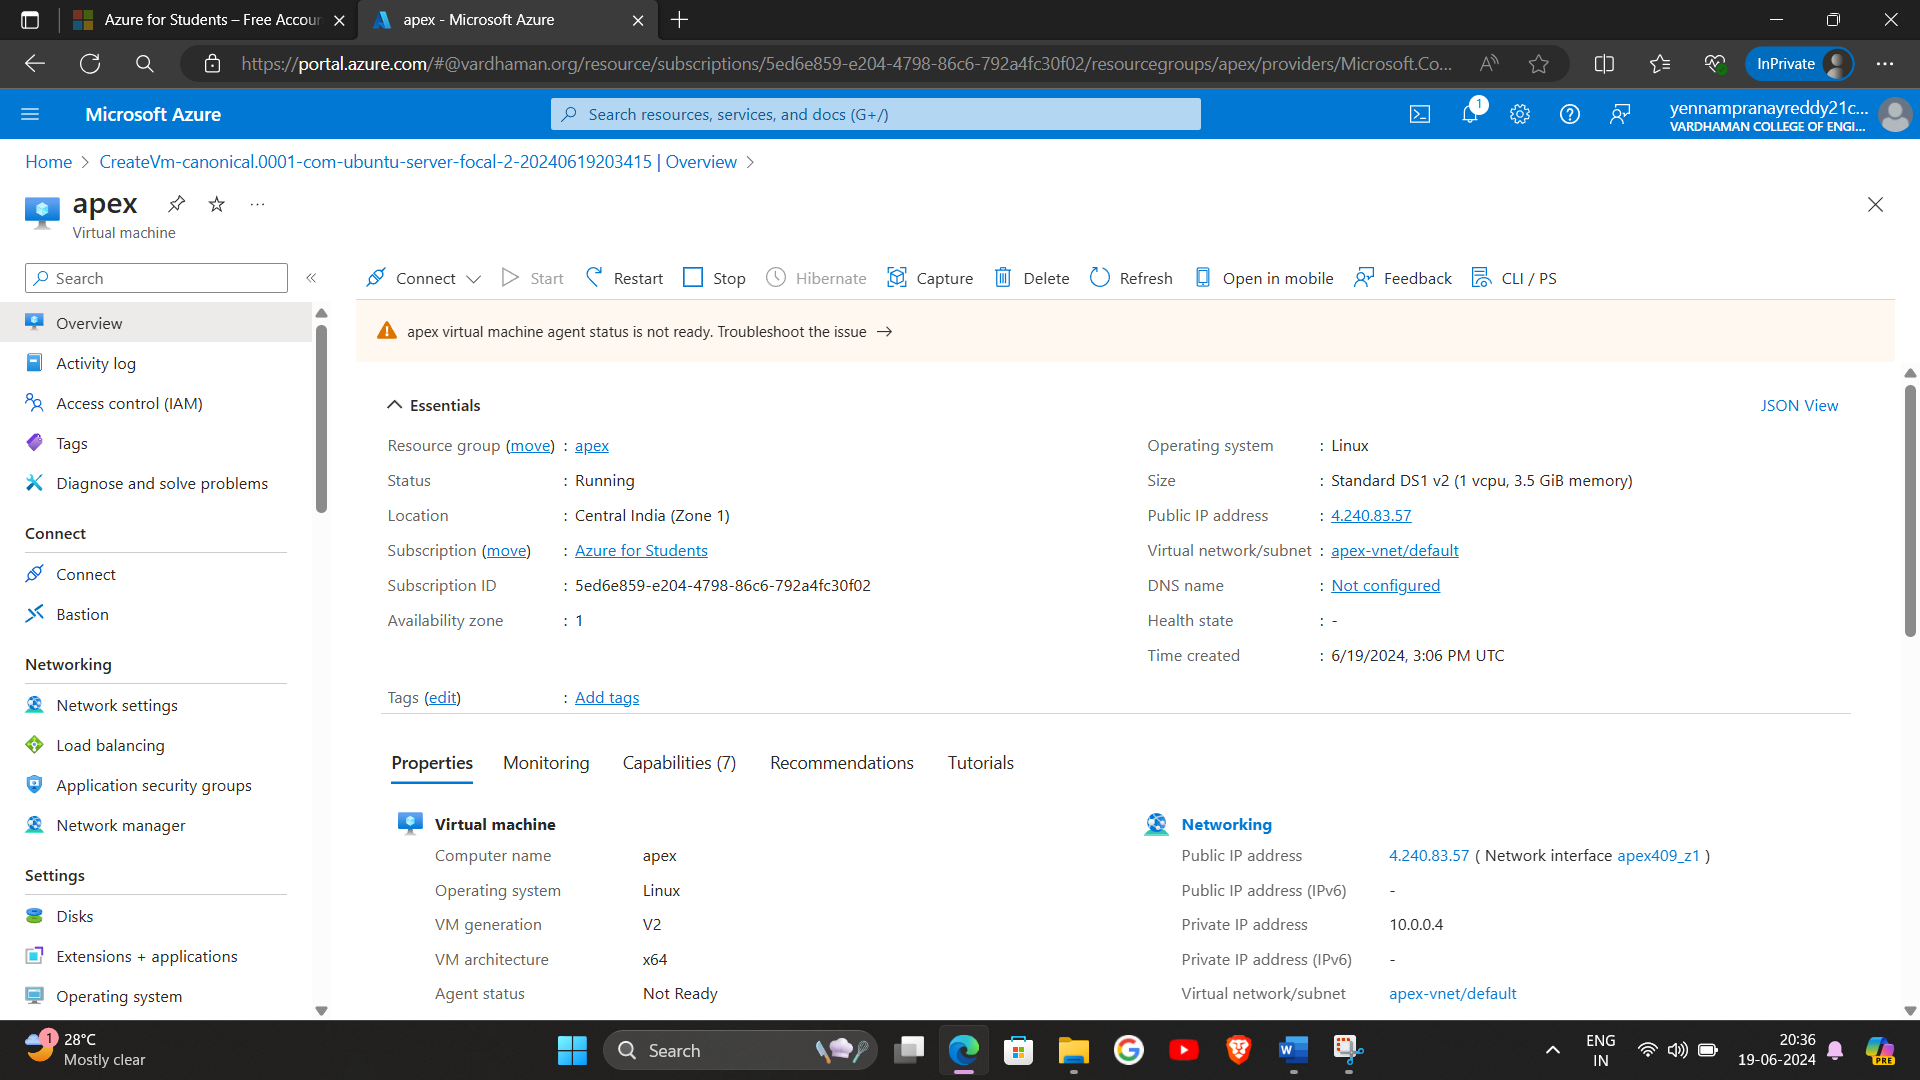 Azure for Students – Free Accoun
apex - Microsoft Azure
https://portal.azure.com/#@vardhaman.org/resource/subscriptions/5ed6e859-e204-4798-86c6-792a4fc30f02/resourcegroups/apex/providers/Microsoft.Co...
InPrivate
Microsoft Azure
Search resources, services, and docs (G+/)
1
yennampranayreddy21c...
VARDHAMAN COLLEGE OF ENGI...
Home > CreateVm-canonical.0001-com-ubuntu-server-focal-2-20240619203415 | Overview >
apex
Virtual machine
Search
Connect
Start
Restart
Stop
Hibernate
Capture
Delete
Refresh
Open in mobile
Feedback
CLI / PS
apex virtual machine agent status is not ready. Troubleshoot the issue →
Overview
Activity log
Access control (IAM)
Tags
Diagnose and solve problems
Connect
Connect
Bastion
Networking
Network settings
Load balancing
Application security groups
Network manager
Settings
Disks
Extensions + applications
Operating system
Essentials
JSON View
Resource group (move) : apex
Status : Running
Location : Central India (Zone 1)
Subscription (move) : Azure for Students
Subscription ID : 5ed6e859-e204-4798-86c6-792a4fc30f02
Availability zone : 1
Operating system : Linux
Size : Standard DS1 v2 (1 vcpu, 3.5 GiB memory)
Public IP address : 4.240.83.57
Virtual network/subnet : apex-vnet/default
DNS name : Not configured
Health state : -
Time created : 6/19/2024, 3:06 PM UTC
Tags (edit) : Add tags
Properties
Monitoring
Capabilities (7)
Recommendations
Tutorials
Virtual machine
Computer name apex
Operating system Linux
VM generation V2
VM architecture x64
Agent status Not Ready
Networking
Public IP address 4.240.83.57 ( Network interface apex409_z1 )
Public IP address (IPv6) -
Private IP address 10.0.0.4
Private IP address (IPv6) -
Virtual network/subnet apex-vnet/default
1
28°C
Mostly clear
Search
W
PRE
ENG
IN
20:36
19-06-2024